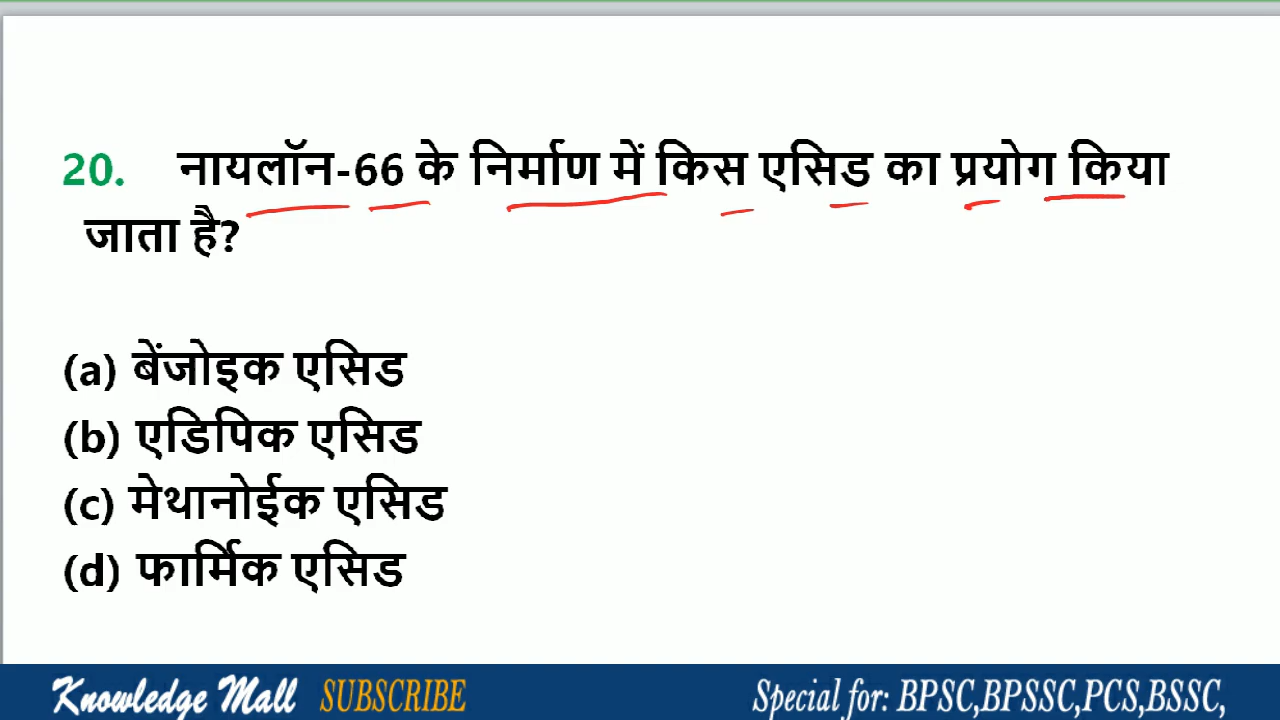 20. नायलॉन-66 के निर्माण में किस एसिड का प्रयोग किया
जाता है?
(a) बेंजोइक एसिड
(b) एडिपिक एसिड
(c) मेथानोईक एसिड
(d) फार्मिक एसिड
Knowledge Mall SUBSCRIBE Special for: BPSC,BPSSC,PCS,BSSC,